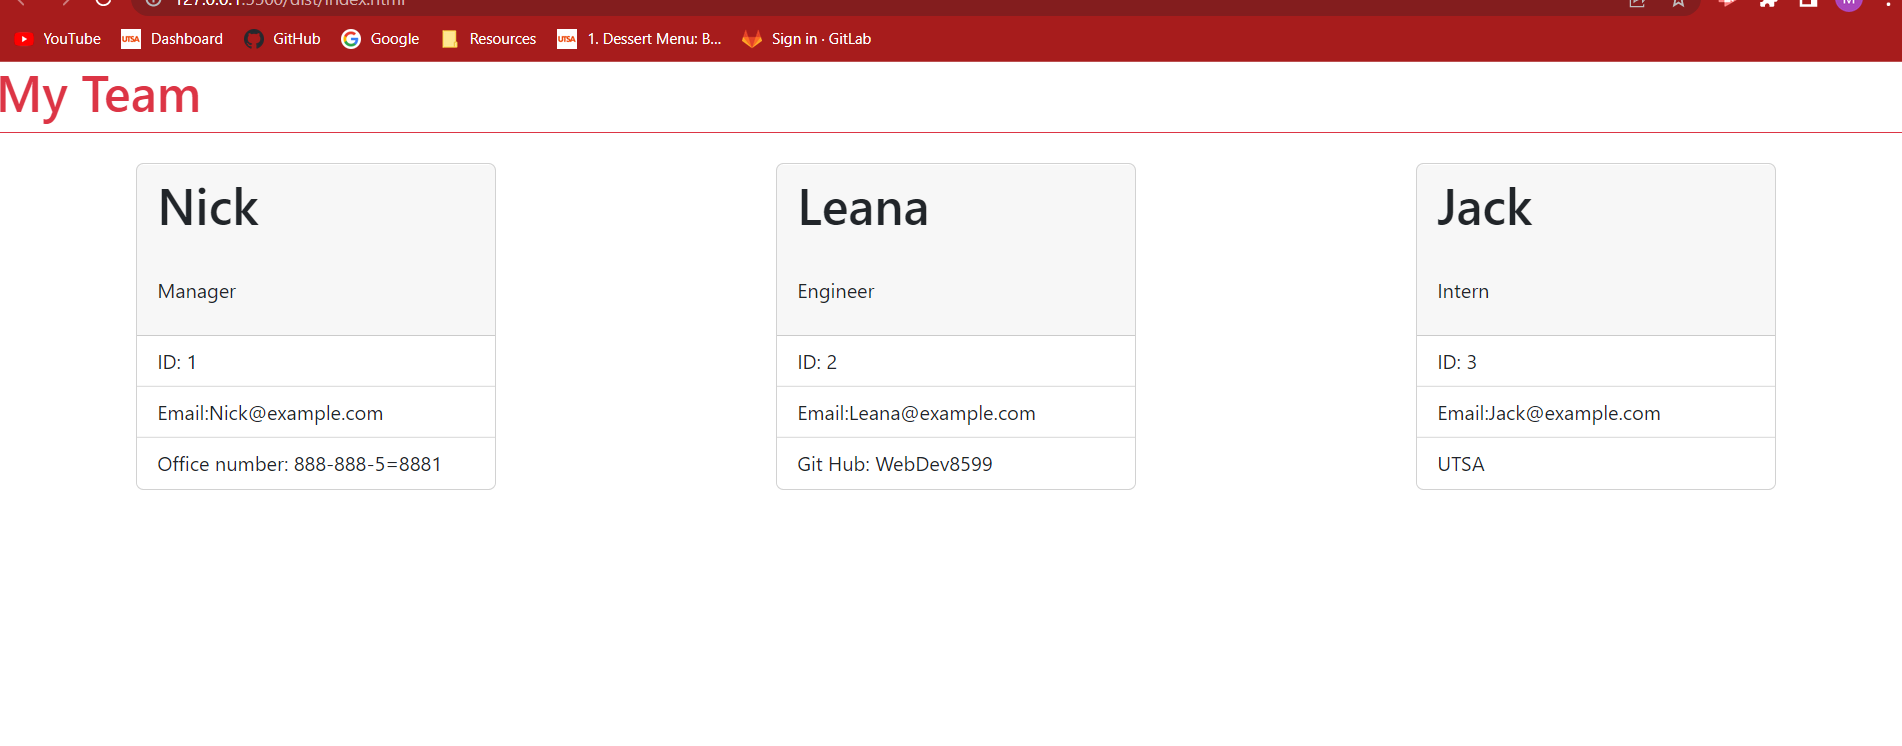 127.0.0.1:5500/dist/index.html
YouTube Dashboard GitHub Google Resources 1. Dessert Menu: B... Sign in · GitLab
My Team
Nick
Manager
ID: 1
Email:Nick@example.com
Office number: 888-888-5=8881
Leana
Engineer
ID: 2
Email:Leana@example.com
Git Hub: WebDev8599
Jack
Intern
ID: 3
Email:Jack@example.com
UTSA